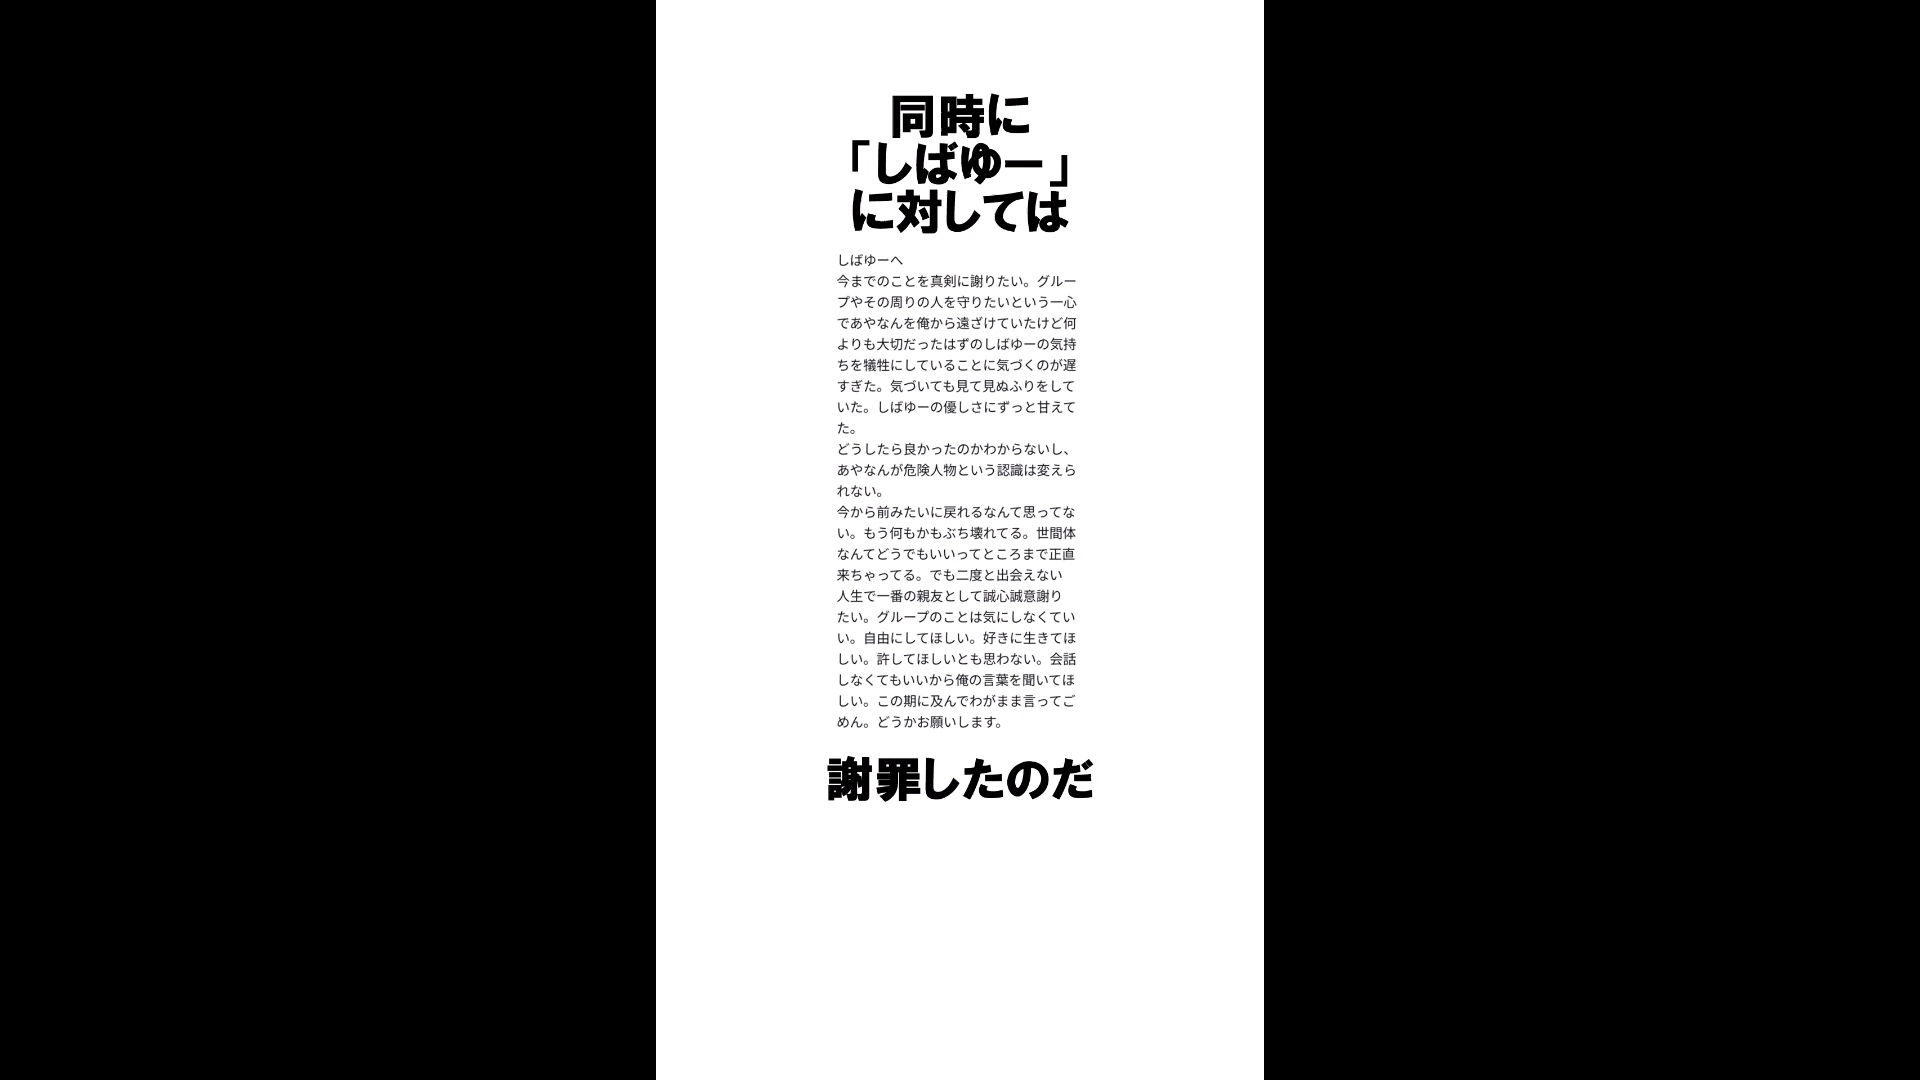 同時に
「しばゆー」
に対しては
しばゆーへ
今までのことを真剣に謝りたい。グルー
プやその周りの人を守りたいという一心
であやなんを俺から遠ざけていたけど何
よりも大切だったはずのしばゆーの気持
ちを犠牲にしていることに気づくのが遅
すぎた。気づいても見て見ぬふりをして
いた。しばゆーの優しさにずっと甘えて
た。
どうしたら良かったのかわからないし、
あやなんが危険人物という認識は変えら
れない。
今から前みたいに戻れるなんて思ってな
い。もう何もかもぶち壊れてる。世間体
なんてどうでもいいってところまで正直
来ちゃってる。でも二度と出会えない
人生で一番の親友として誠心誠意謝り
たい。グループのことは気にしなくてい
い。自由にしてほしい。好きに生きてほ
しい。許してほしいとも思わない。会話
しなくてもいいから俺の言葉を聞いてほ
しい。この期に及んでわがまま言ってご
めん。どうかお願いします。
謝罪したのだ